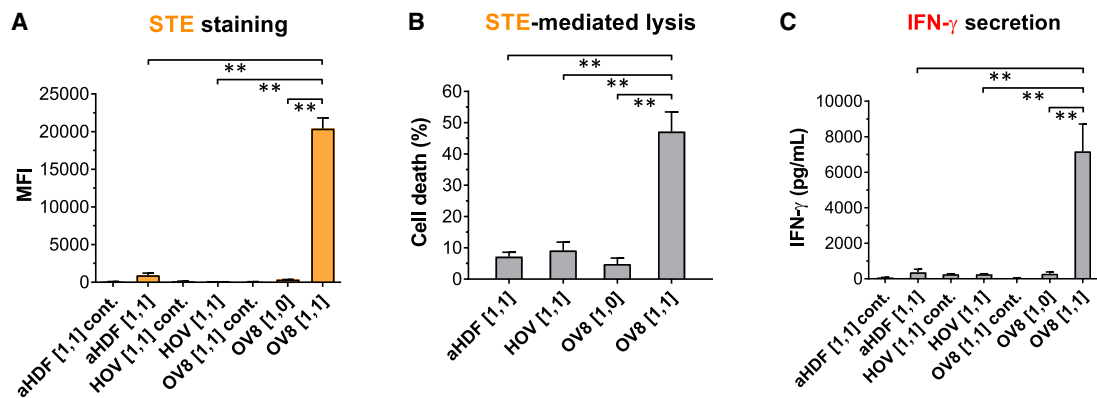 A
STE staining
**
**
**
MFI
25000
20000
15000
10000
5000
0
aHDF [1,1] cont.
aHDF [1,1]
HOV [1,1] cont.
HOV [1,1]
OV8 [1,1] cont.
OV8 [1,0]
OV8 [1,1]
B
STE-mediated lysis
**
**
**
Cell death (%)
60
50
40
30
20
10
0
aHDF [1,1]
HOV [1,1]
OV8 [1,0]
OV8 [1,1]
C
IFN-γ secretion
**
**
**
IFN-γ (pg/mL)
10000
8000
6000
4000
2000
0
aHDF [1,1] cont.
aHDF [1,1]
HOV [1,1] cont.
HOV [1,1]
OV8 [1,1] cont.
OV8 [1,0]
OV8 [1,1]